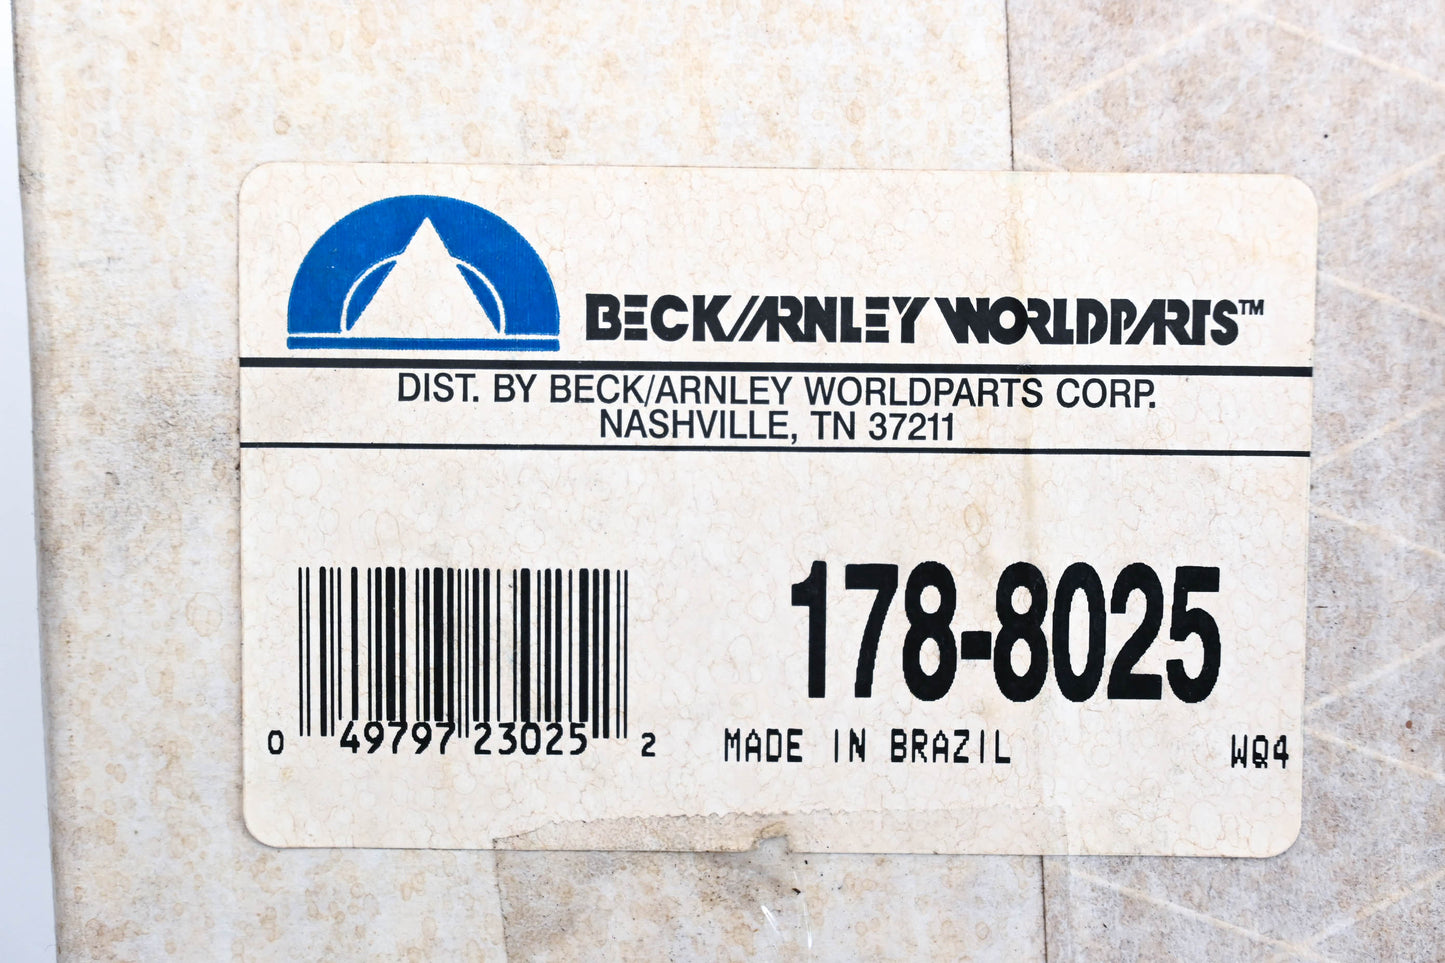 BECK/ARNLEY WORLDPARTS™
DIST. BY BECK/ARNLEY WORLDPARTS CORP.
NASHVILLE, TN 37211
178-8025
0 49797 23025 2
MADE IN BRAZIL
WQ4